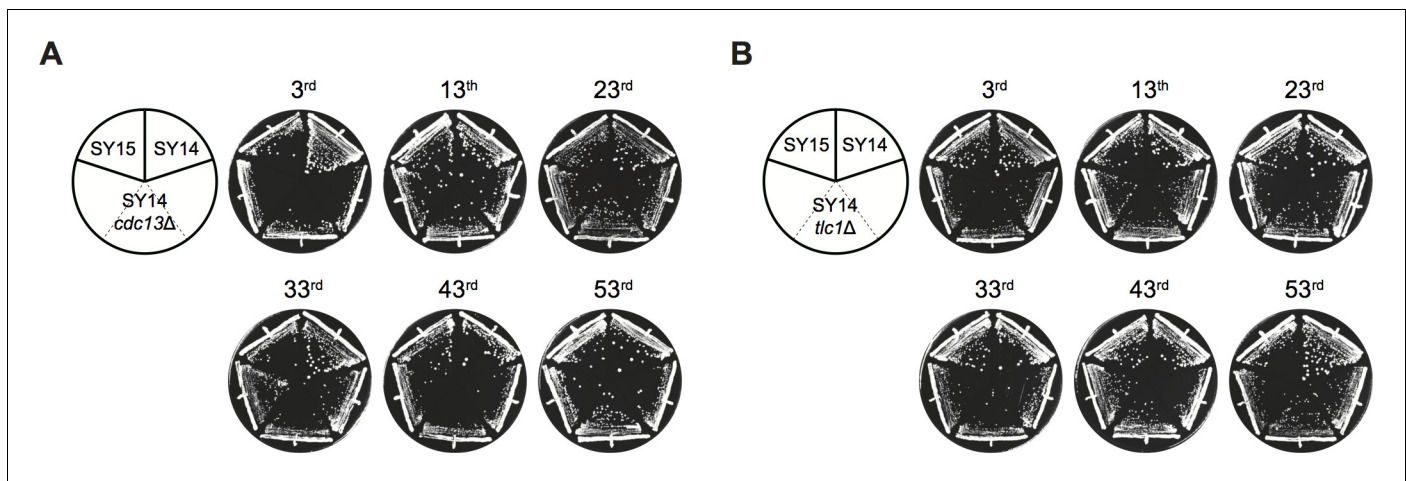 A
3rd 13th 23rd
SY15 SY14
SY14
cdc13Δ
33rd 43rd 53rd
B
3rd 13th 23rd
SY15 SY14
SY14
tlc1Δ
33rd 43rd 53rd